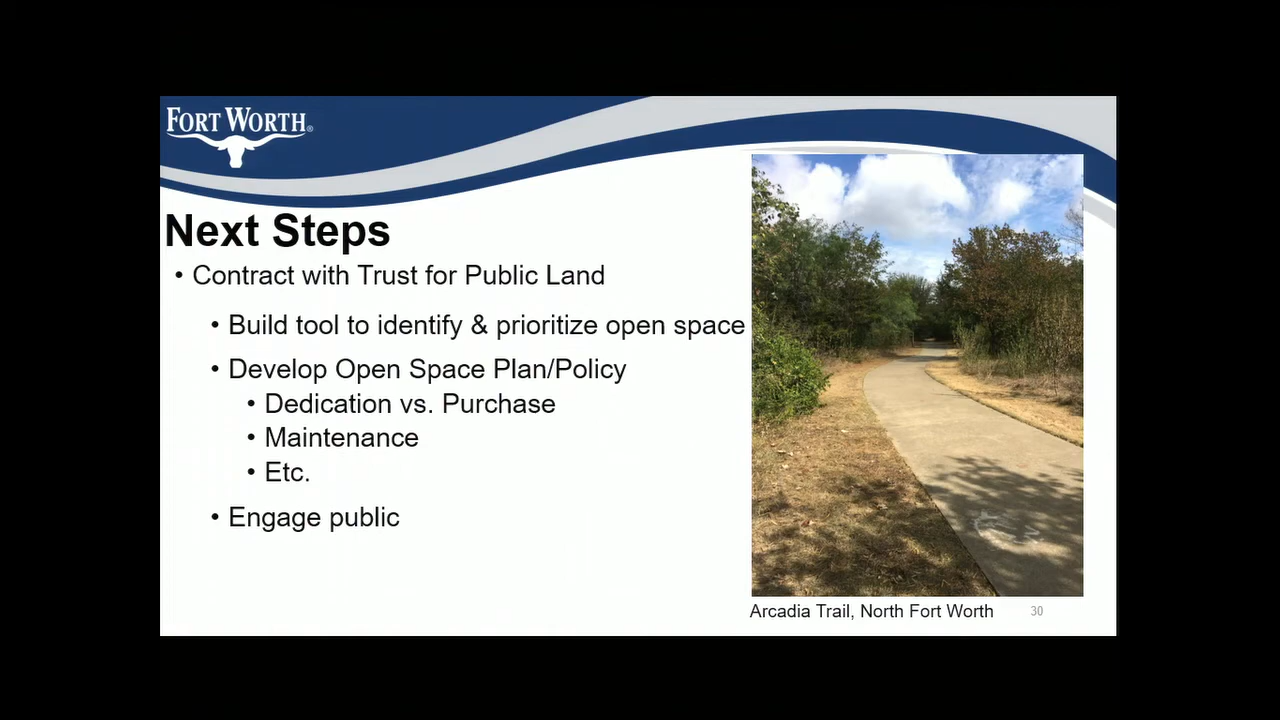 FORT WORTH®
Next Steps
• Contract with Trust for Public Land
• Build tool to identify & prioritize open space
• Develop Open Space Plan/Policy
• Dedication vs. Purchase
• Maintenance
• Etc.
• Engage public
Arcadia Trail, North Fort Worth
30